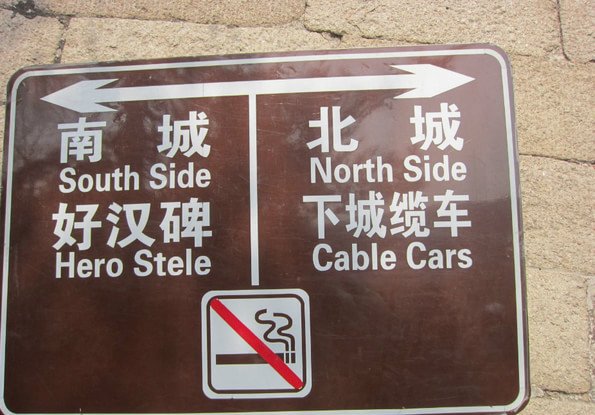 南城
South Side
好汉碑
Hero Stele
北城
North Side
下城缆车
Cable Cars